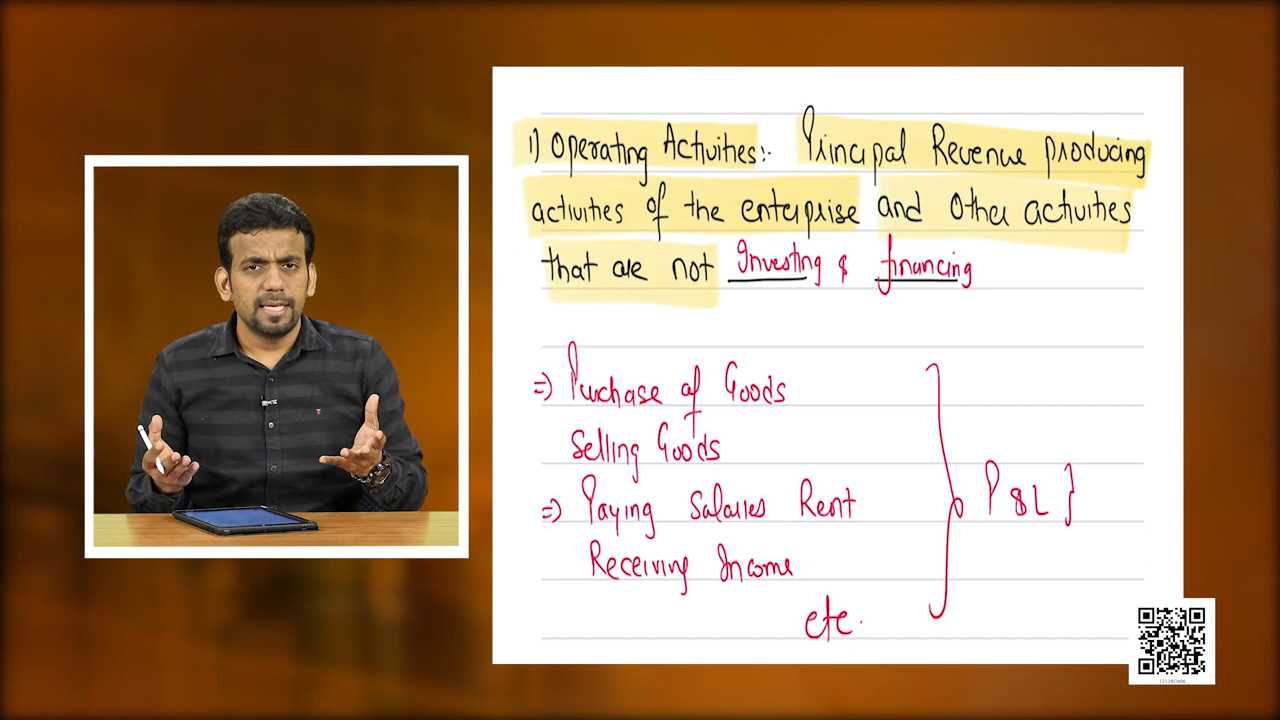 1) Operating Activities:- Principal Revenue producing
activities of the enterprise and Other activities
that are not Investing & financing
=> Purchase of Goods
Selling Goods
=> Paying Salaries Rent
Receiving Income
etc.
P &L }
12128CH06